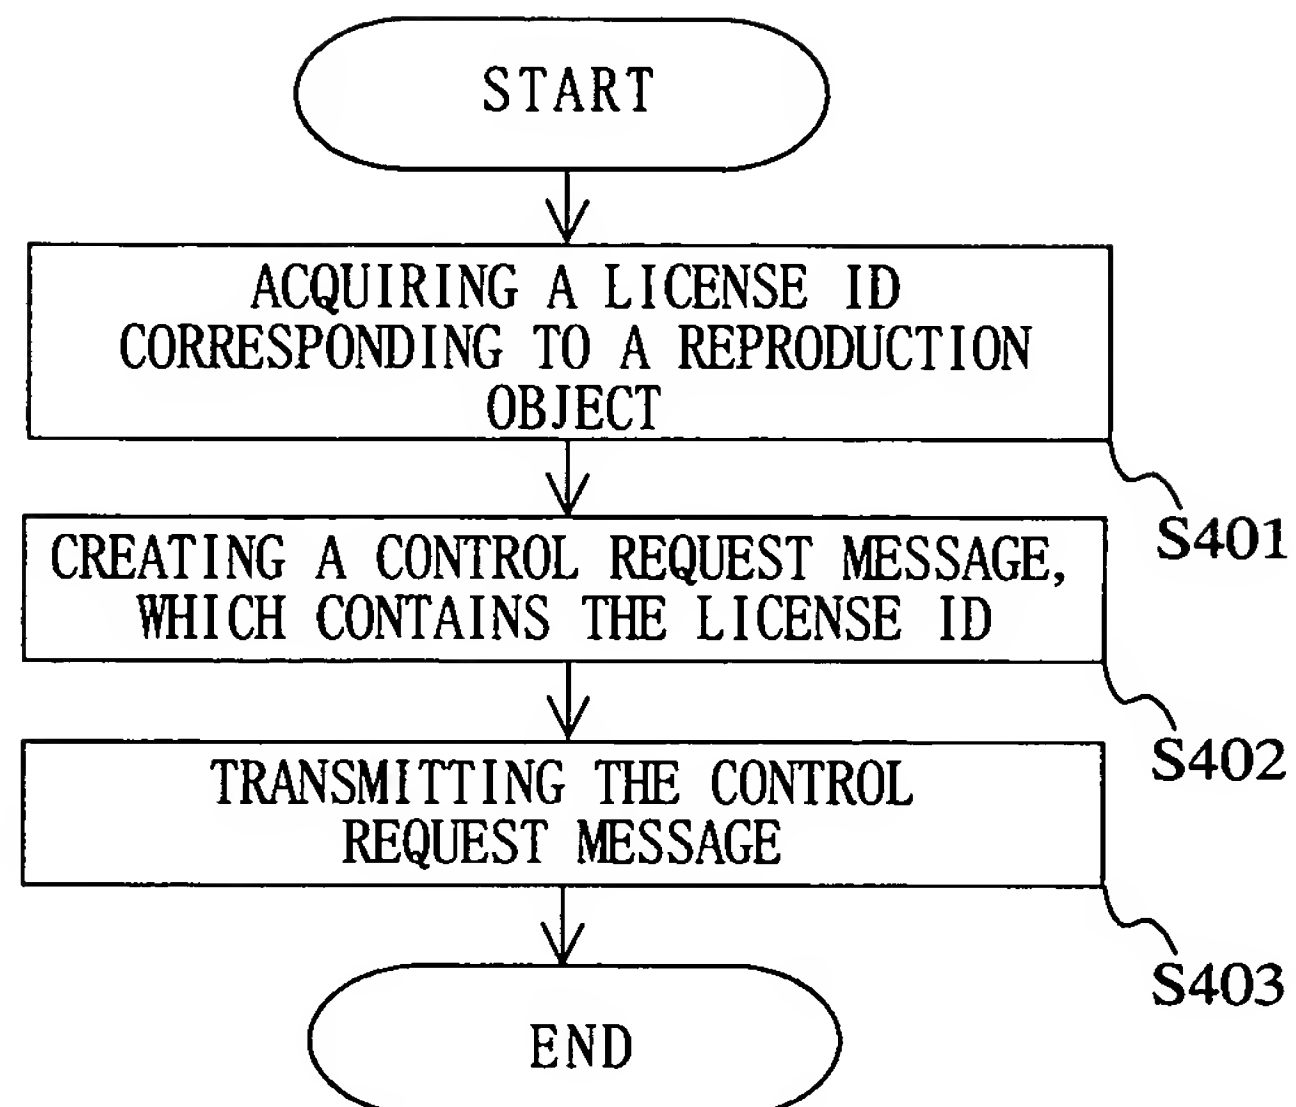 START
ACQUIRING A LICENSE ID
CORRESPONDING TO A REPRODUCTION
OBJECT
S401
CREATING A CONTROL REQUEST MESSAGE,
WHICH CONTAINS THE LICENSE ID
S402
TRANSMITTING THE CONTROL
REQUEST MESSAGE
S403
END